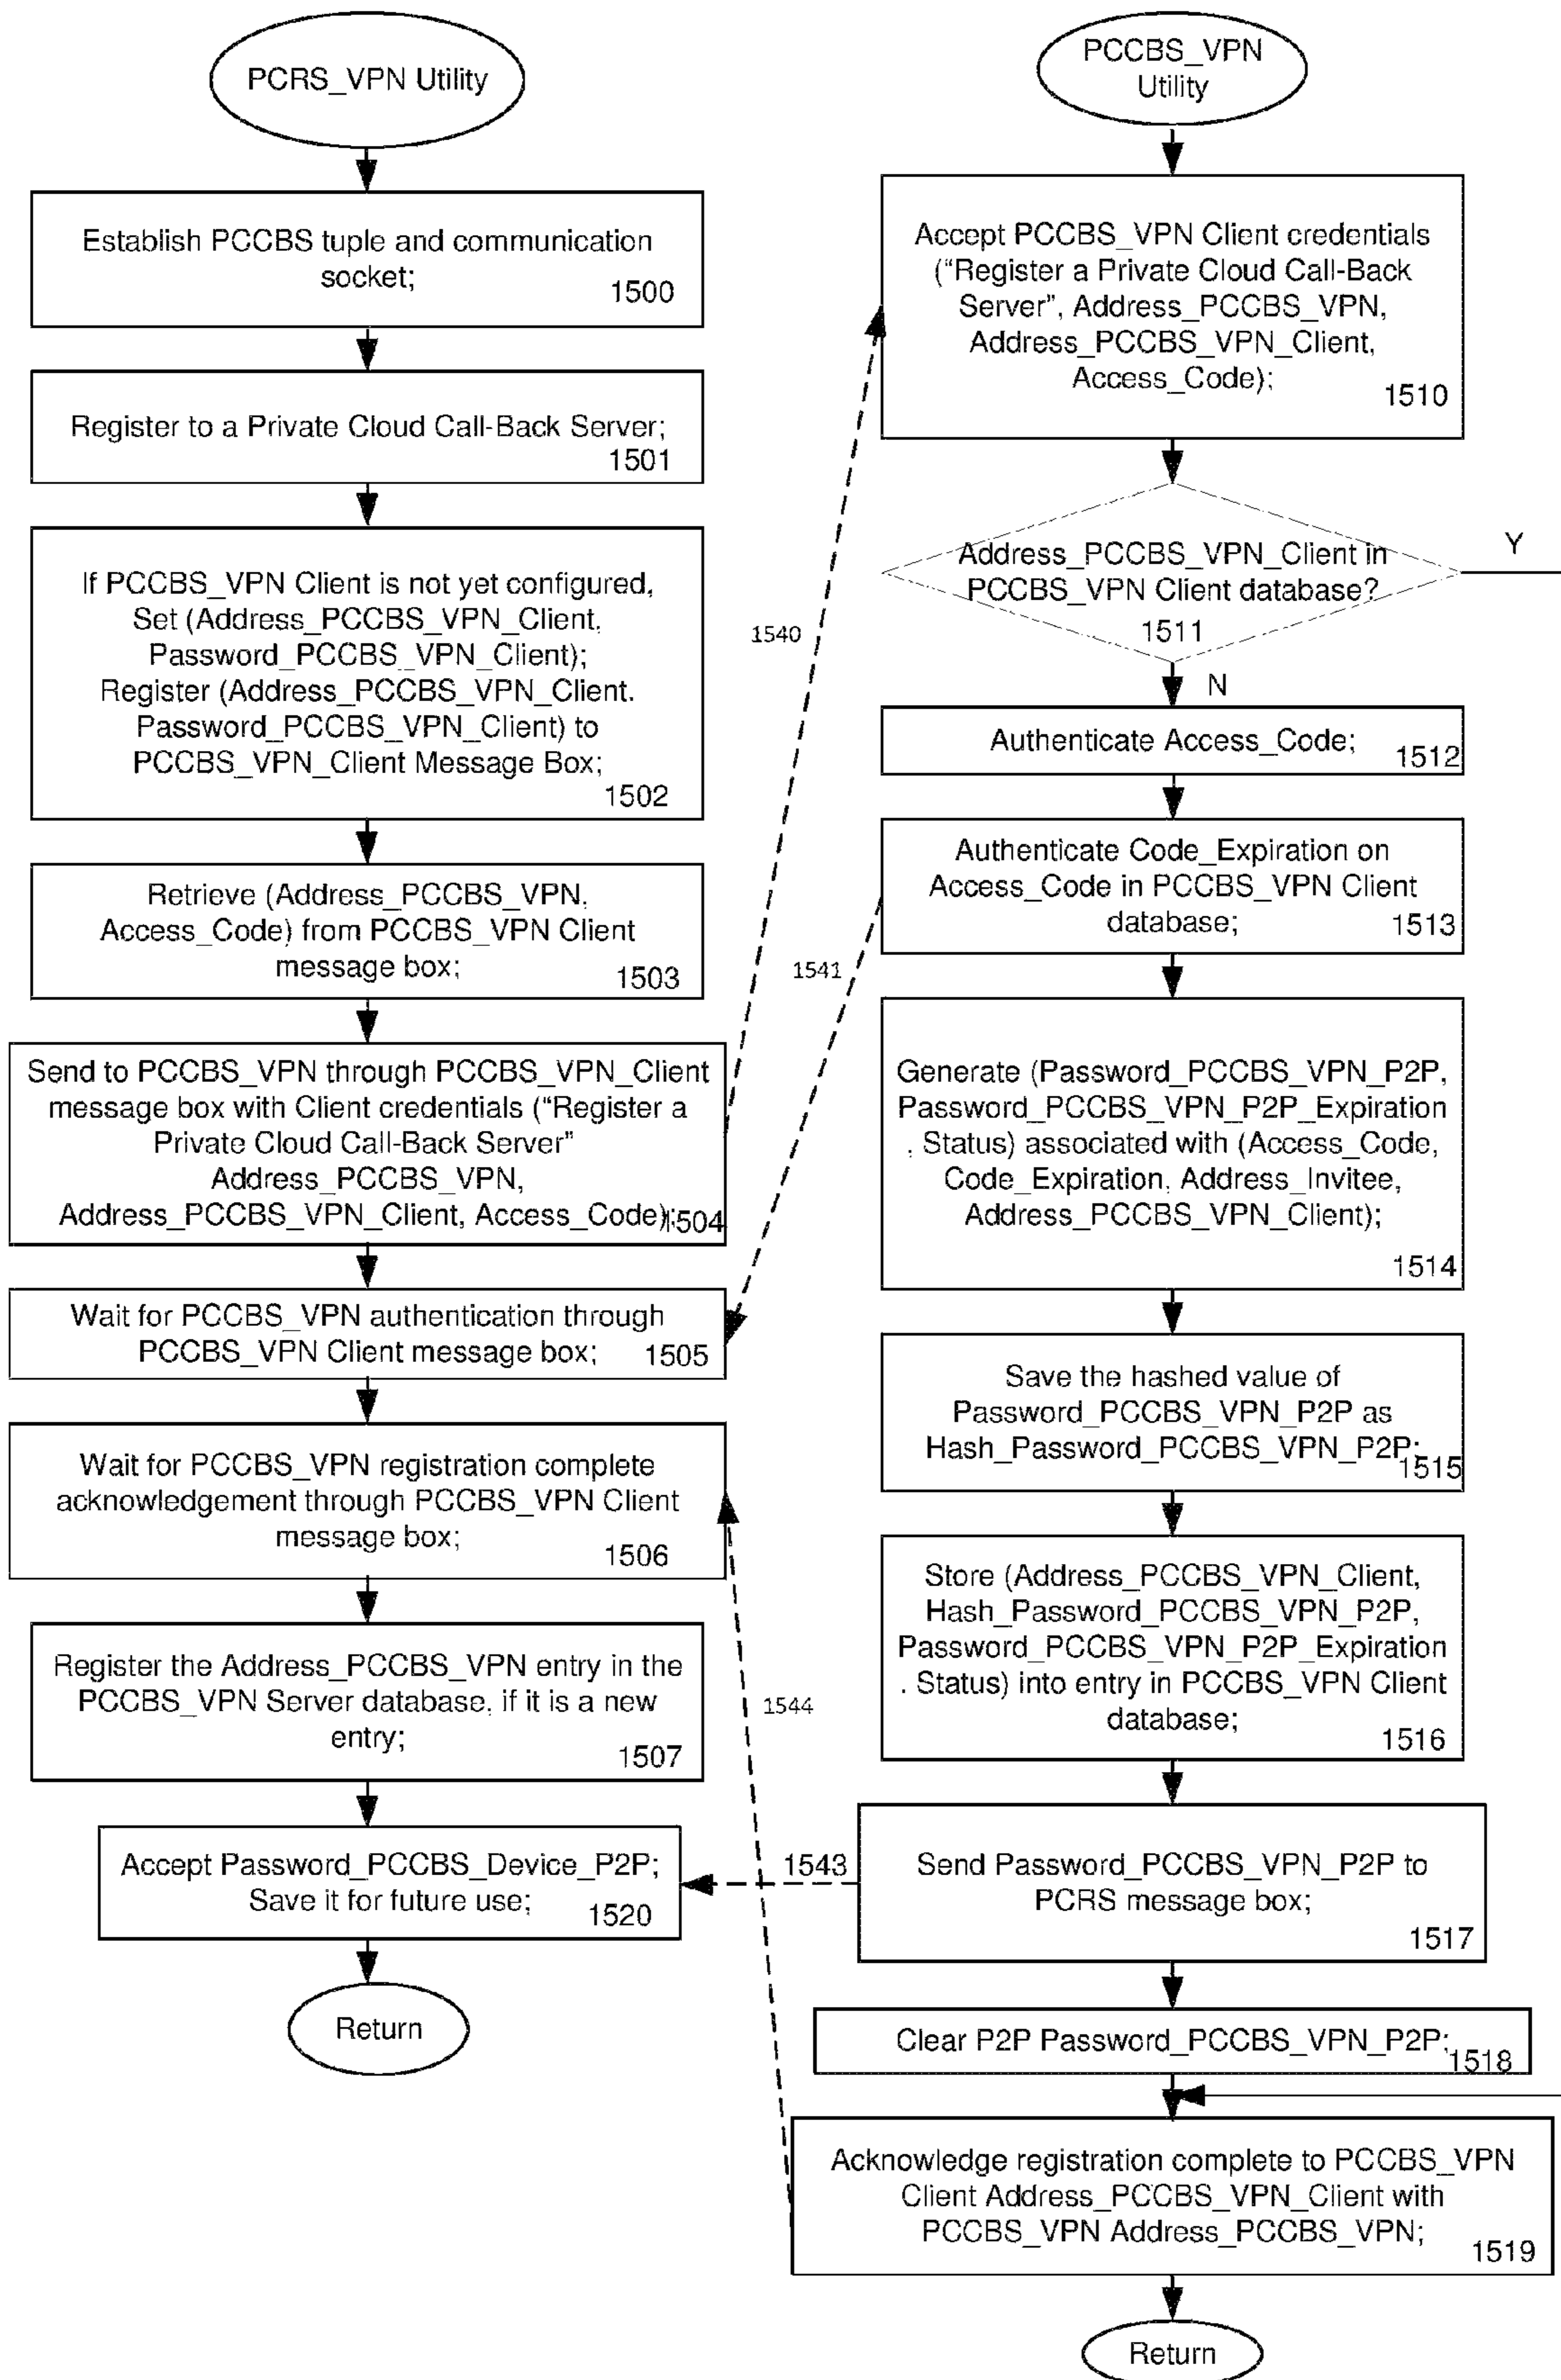 PCRS_VPN Utility
Establish PCCBS tuple and communication
socket;
1500
Register to a Private Cloud Call-Back Server;
1501
If PCCBS_VPN Client is not yet configured,
Set (Address_PCCBS_VPN_Client,
Password_PCCBS_VPN_Client);
Register (Address_PCCBS_VPN_Client.
Password_PCCBS_VPN_Client) to
PCCBS_VPN_Client Message Box;
1502
Retrieve (Address_PCCBS_VPN,
Access_Code) from PCCBS_VPN Client
message box;
1503
Send to PCCBS_VPN through PCCBS_VPN_Client
message box with Client credentials ("Register a
Private Cloud Call-Back Server"
Address_PCCBS_VPN,
Address_PCCBS_VPN_Client, Access_Code);
1504
Wait for PCCBS_VPN authentication through
PCCBS_VPN Client message box;
1505
Wait for PCCBS_VPN registration complete
acknowledgement through PCCBS_VPN Client
message box;
1506
Register the Address_PCCBS_VPN entry in the
PCCBS_VPN Server database, if it is a new
entry;
1507
Accept Password_PCCBS_Device_P2P;
Save it for future use;
1520
Return
1540
1541
1544
1543
PCCBS_VPN
Utility
Accept PCCBS_VPN Client credentials
("Register a Private Cloud Call-Back
Server", Address_PCCBS_VPN,
Address_PCCBS_VPN_Client,
Access_Code);
1510
Address_PCCBS_VPN_Client in
PCCBS_VPN Client database?
1511
Y
N
Authenticate Access_Code;
1512
Authenticate Code_Expiration on
Access_Code in PCCBS_VPN Client
database;
1513
Generate (Password_PCCBS_VPN_P2P,
Password_PCCBS_VPN_P2P_Expiration
, Status) associated with (Access_Code,
Code_Expiration, Address_Invitee,
Address_PCCBS_VPN_Client);
1514
Save the hashed value of
Password_PCCBS_VPN_P2P as
Hash_Password_PCCBS_VPN_P2P;
1515
Store (Address_PCCBS_VPN_Client,
Hash_Password_PCCBS_VPN_P2P,
Password_PCCBS_VPN_P2P_Expiration
. Status) into entry in PCCBS_VPN Client
database;
1516
Send Password_PCCBS_VPN_P2P to
PCRS message box;
1517
Clear P2P Password_PCCBS_VPN_P2P;
1518
Acknowledge registration complete to PCCBS_VPN
Client Address_PCCBS_VPN_Client with
PCCBS_VPN Address_PCCBS_VPN;
1519
Return